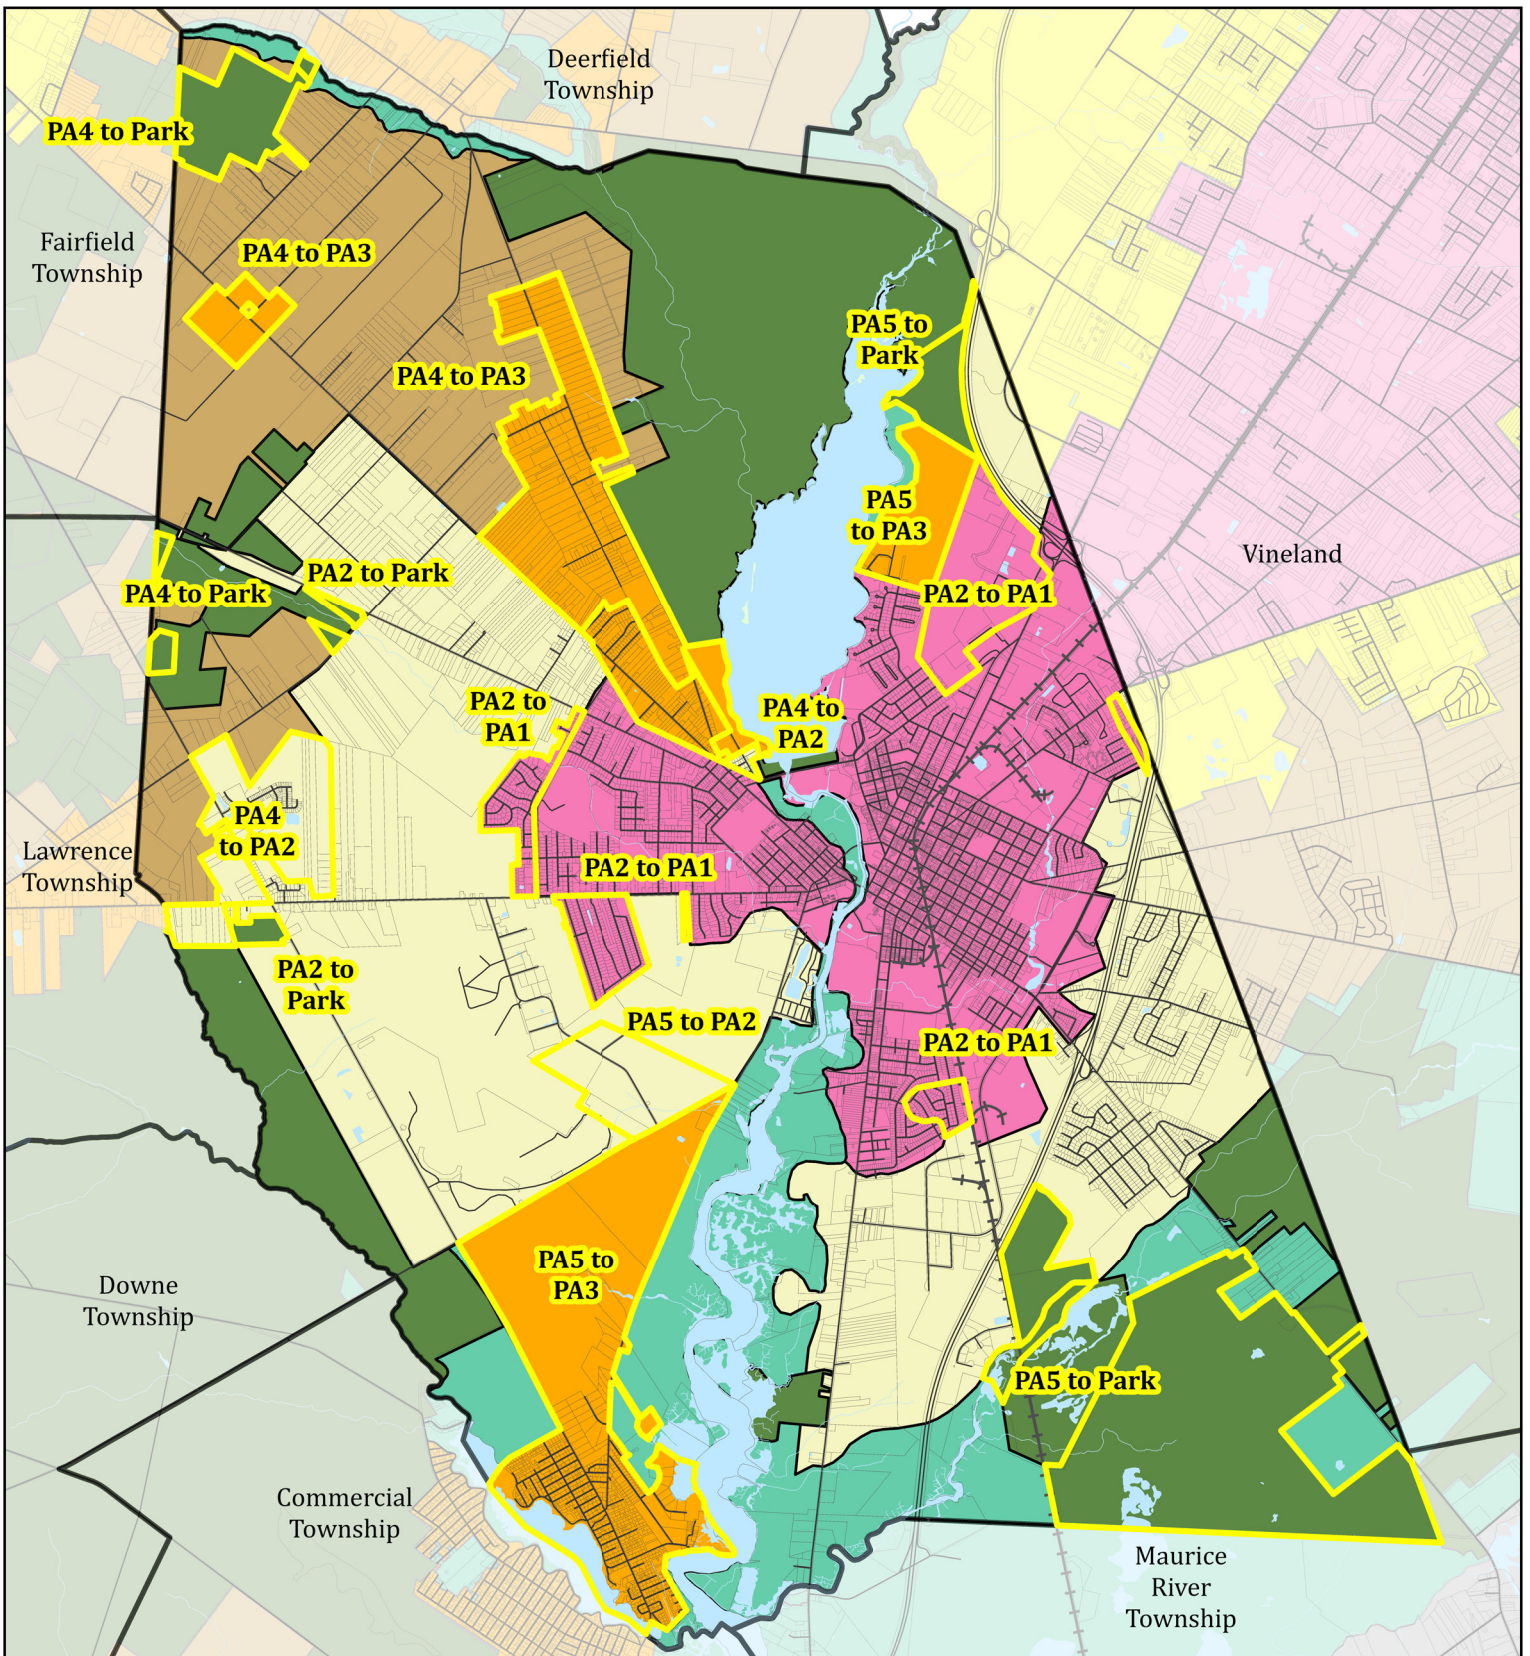 Deerfield
Township
PA4 to Park
Fairfield
Township
PA4 to PA3
PA5 to
Park
PA4 to PA3
PA5
to PA3
Vineland
PA2 to Park
PA4 to Park
PA2 to PA1
PA2 to
PA1
PA4 to
PA2
PA4
to PA2
Lawrence
Township
PA2 to PA1
PA2 to
Park
PA5 to PA2
PA2 to PA1
PA5 to
PA3
Downe
Township
PA5 to Park
Commercial
Township
Maurice
River
Township